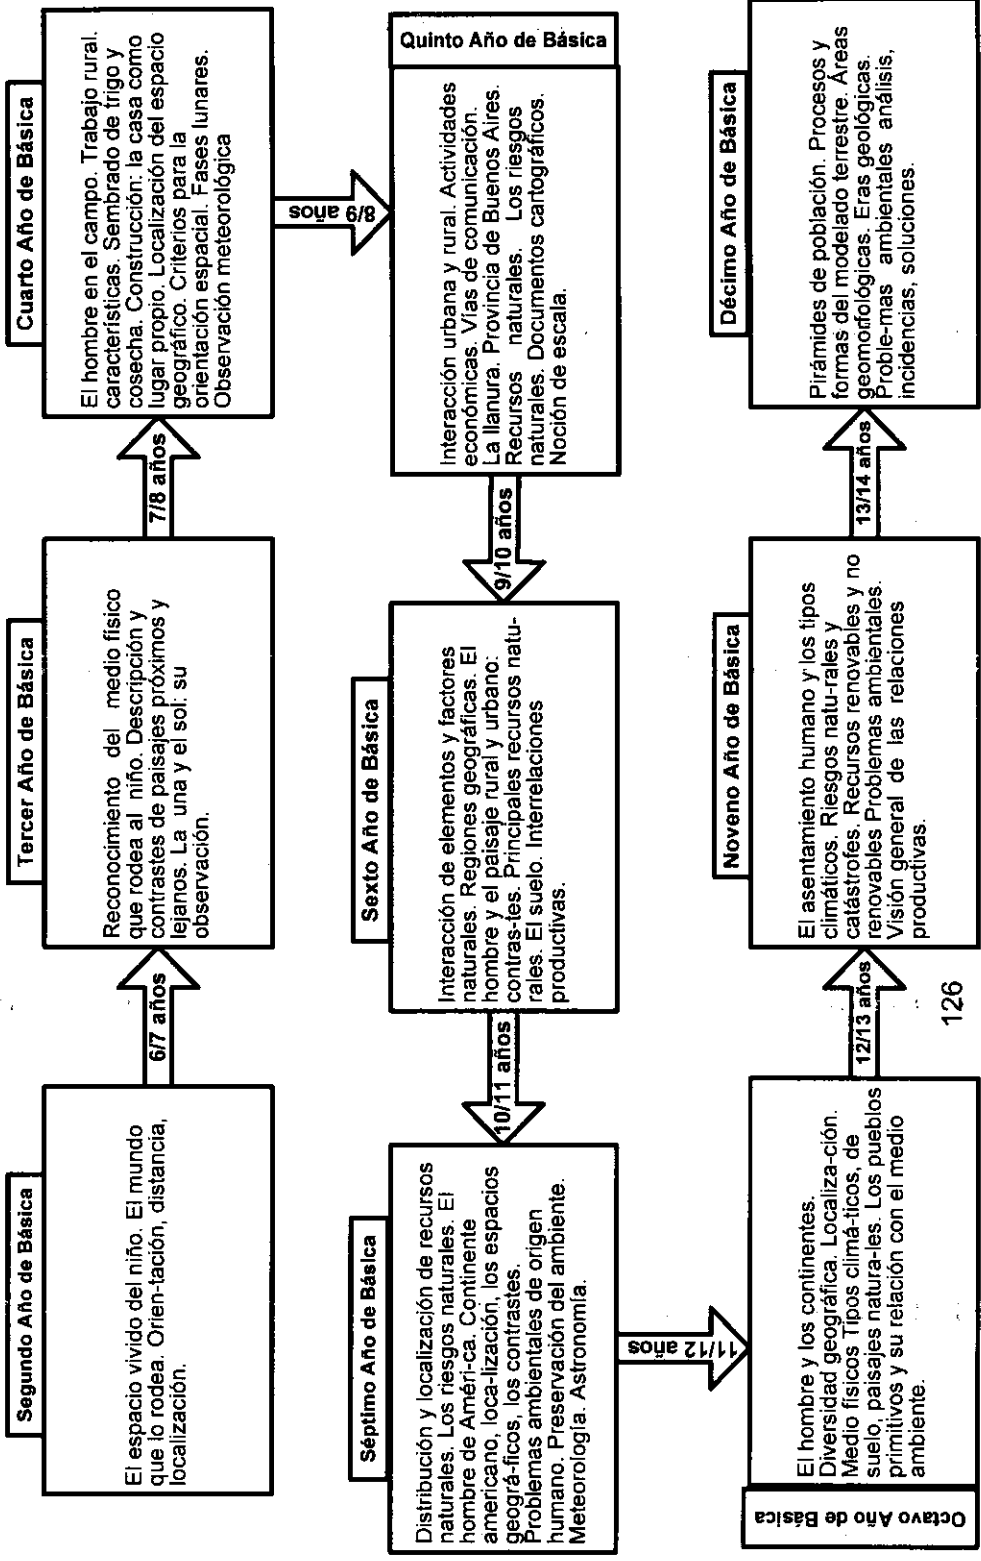 Segundo Año de Básica
El espacio vivido del niño. El mundo
que lo rodea. Orien-tación, distancia,
localización.
6/7 años
Tercer Año de Básica
Reconocimiento del medio físico
que rodea al niño. Descripción y
contrastes de paisajes próximos y
lejanos. La una y el sol: su
observación.
7/8 años
Cuarto Año de Básica
El hombre en el campo. Trabajo rural.
características. Sembrado de trigo y
cosecha. Construcción: la casa como
lugar propio. Localización del espacio
geográfico. Criterios para la
orientación espacial. Fases lunares.
Observación meteorológica
8/9 años
Quinto Año de Básica
Interacción urbana y rural. Actividades
económicas. Vías de comunicación.
La llanura. Provincia de Buenos Aires.
Recursos naturales. Los riesgos
naturales. Documentos cartográficos.
Noción de escala.
9/10 años
Sexto Año de Básica
Interacción de elementos y factores
naturales. Regiones geográficas. El
hombre y el paisaje rural y urbano:
contras-tes. Principales recursos natu-
rales. El suelo. Interrelaciones
productivas.
10/11 años
Séptimo Año de Básica
Distribución y localización de recursos
naturales. Los riesgos naturales. El
hombre de Améri-ca. Continente
americano, loca-lización, los espacios
geográ-ficos, los contrastes.
Problemas ambientales de origen
humano. Preservación del ambiente.
Meteorología. Astronomía.
11/12 años
Octavo Año de Básica
El hombre y los continentes.
Diversidad geográfica. Localiza-ción.
Medio físicos Tipos climá-ticos, de
suelo, paisajes natura-les. Los pueblos
primitivos y su relación con el medio
ambiente.
12/13 años
Noveno Año de Básica
El asentamiento humano y los tipos
climáticos. Riesgos natu-rales y
catástrofes. Recursos renovables y no
renovables Problemas ambientales.
Visión general de las relaciones
productivas.
13/14 años
Décimo Año de Básica
Pirámides de población. Procesos y
formas del modelado terrestre. Áreas
geomorfológicas. Eras geológicas.
Proble-mas ambientales análisis,
incidencias, soluciones.
126